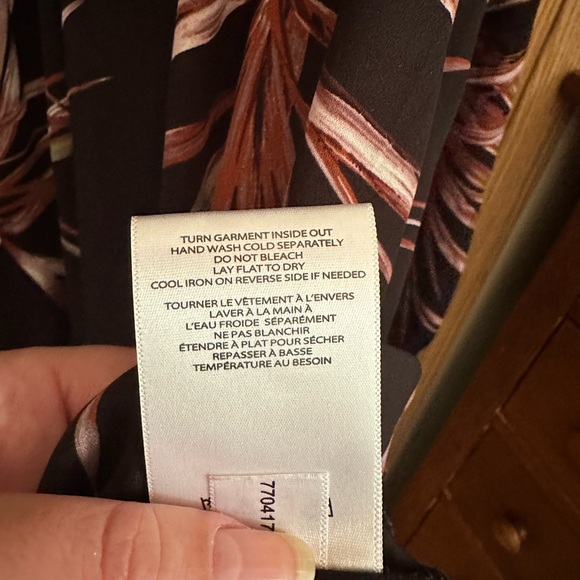 TURN GARMENT INSIDE OUT
HAND WASH COLD SEPARATELY
DO NOT BLEACH
LAY FLAT TO DRY
COOL IRON ON REVERSE SIDE IF NEEDED
TOURNER LE VÊTEMENT À L'ENVERS
LAVER À LA MAIN À
L'EAU FROIDE SÉPARÉMENT
NE PAS BLANCHIR
ÉTENDRE À PLAT POUR SÉCHER
REPASSER À BASSE
TEMPÉRATURE AU BESOIN